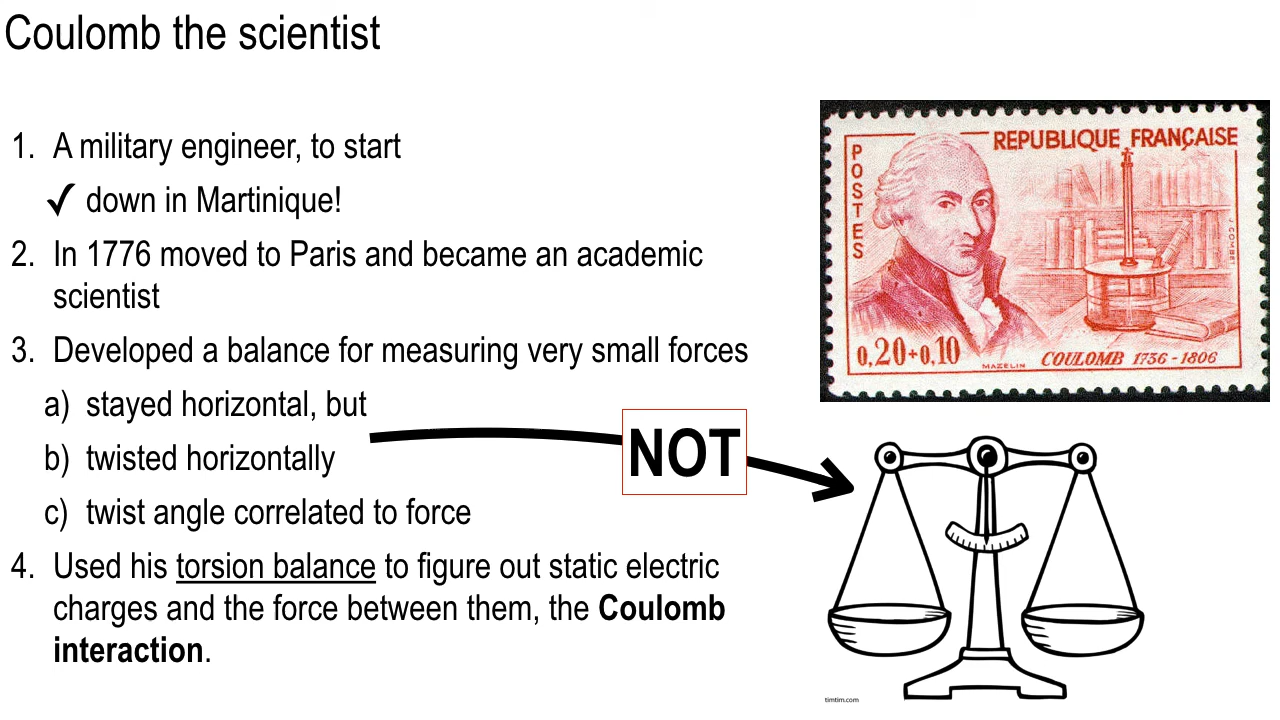 Coulomb the scientist
1. A military engineer, to start
✓ down in Martinique!
2. In 1776 moved to Paris and became an academic
scientist
3. Developed a balance for measuring very small forces
a) stayed horizontal, but
b) twisted horizontally
c) twist angle correlated to force
4. Used his torsion balance to figure out static electric
charges and the force between them, the Coulomb
interaction.
REPUBLIQUE FRANÇAISE
POSTES
J. COMBET
0,20+0,10
MAZELIN
COULOMB 1736-1806
NOT
timtim.com